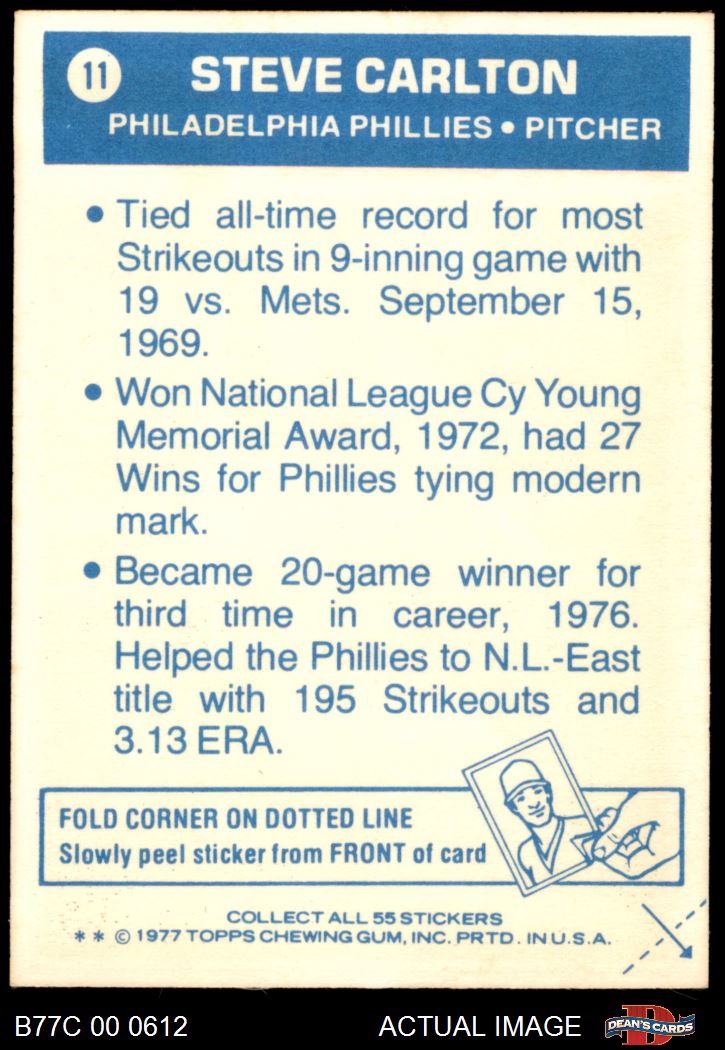 11
STEVE CARLTON
PHILADELPHIA PHILLIES • PITCHER
• Tied all-time record for most
Strikeouts in 9-inning game with
19 vs. Mets. September 15,
1969.
• Won National League Cy Young
Memorial Award, 1972, had 27
Wins for Phillies tying modern
mark.
• Became 20-game winner for
third time in career, 1976.
Helped the Phillies to N.L.-East
title with 195 Strikeouts and
3.13 ERA.
FOLD CORNER ON DOTTED LINE
Slowly peel sticker from FRONT of card
COLLECT ALL 55 STICKERS
* * © 1977 TOPPS CHEWING GUM, INC. PRTD. IN U.S.A.
B77C 00 0612
ACTUAL IMAGE
D
DEAN'S CARDS